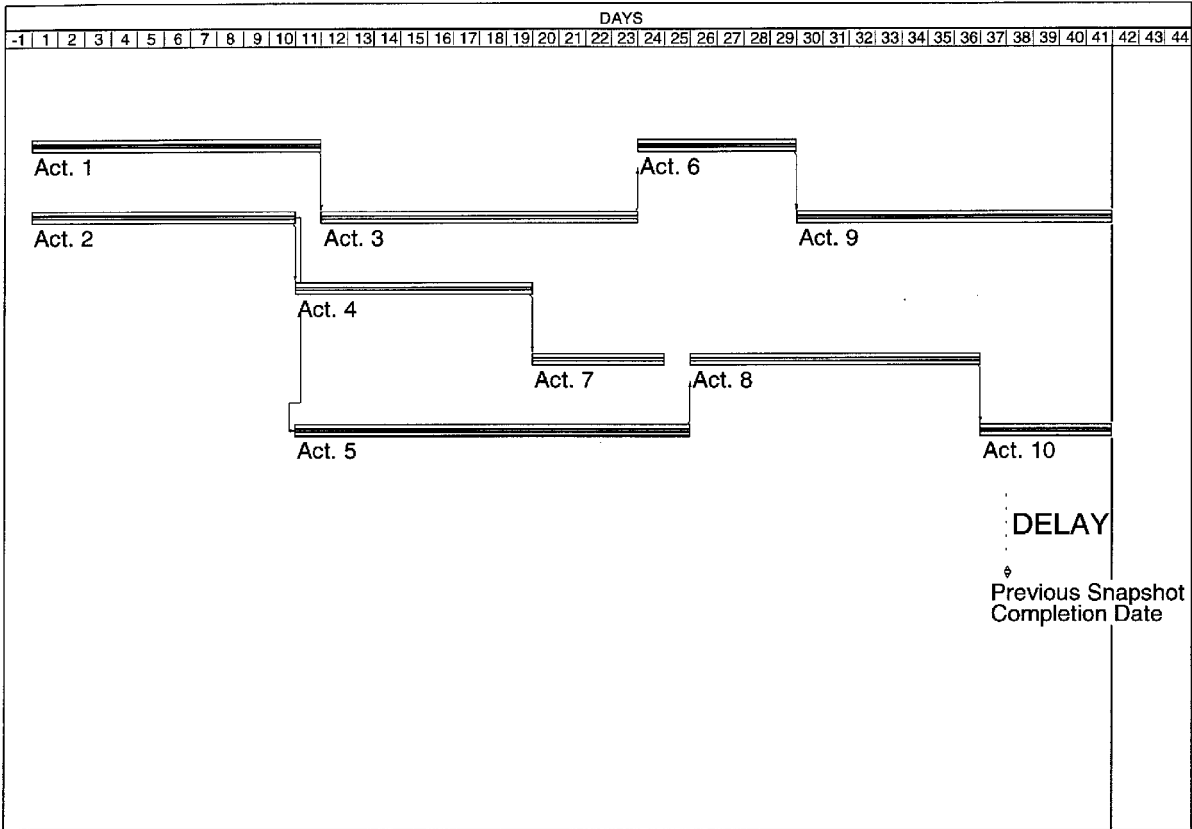 DAYS
-1 1 2 3 4 5 6 7 8 9 10 11 12 13 14 15 16 17 18 19 20 21 22 23 24 25 26 27 28 29 30 31 32 33 34 35 36 37 38 39 40 41 42 43 44
Act. 1
Act. 6
Act. 2
Act. 3
Act. 9
Act. 4
Act. 7
Act. 8
Act. 5
Act. 10
DELAY
Previous Snapshot
Completion Date